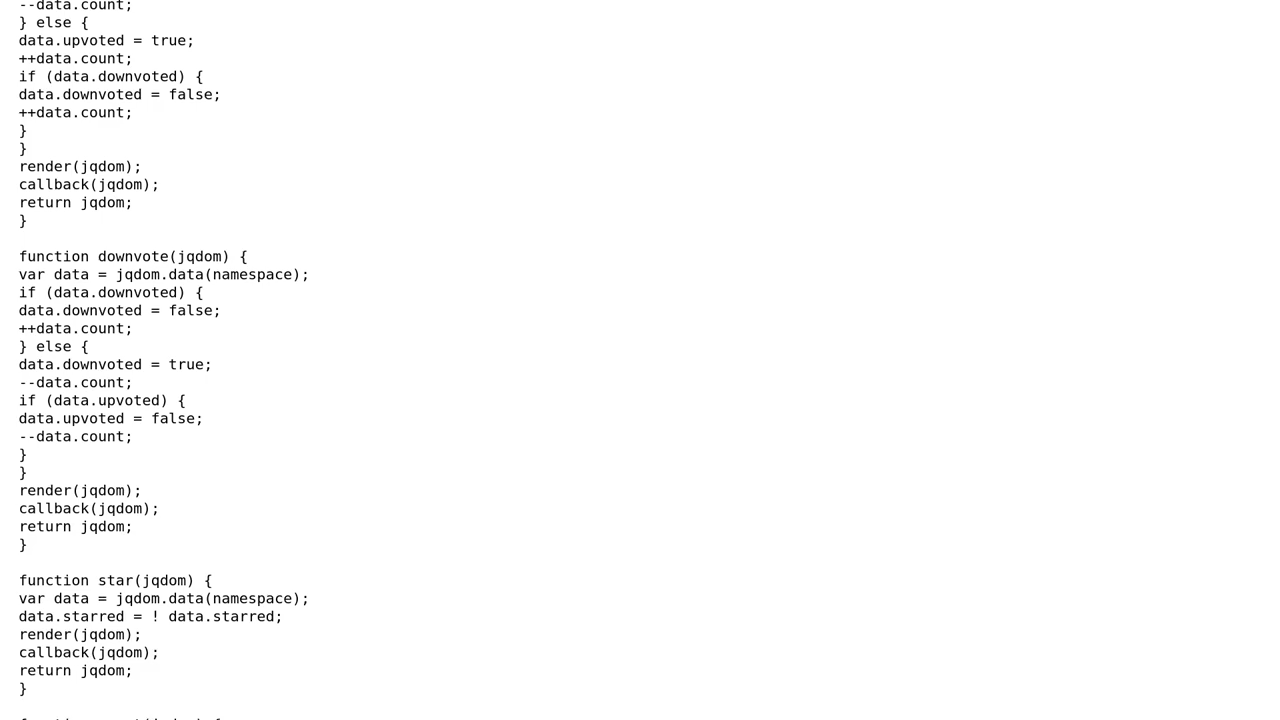 --data.count;
} else {
data.upvoted = true;
++data.count;
if (data.downvoted) {
data.downvoted = false;
++data.count;
}
}
render(jqdom);
callback(jqdom);
return jqdom;
}

function downvote(jqdom) {
var data = jqdom.data(namespace);
if (data.downvoted) {
data.downvoted = false;
++data.count;
} else {
data.downvoted = true;
--data.count;
if (data.upvoted) {
data.upvoted = false;
--data.count;
}
}
render(jqdom);
callback(jqdom);
return jqdom;
}

function star(jqdom) {
var data = jqdom.data(namespace);
data.starred = ! data.starred;
render(jqdom);
callback(jqdom);
return jqdom;
}